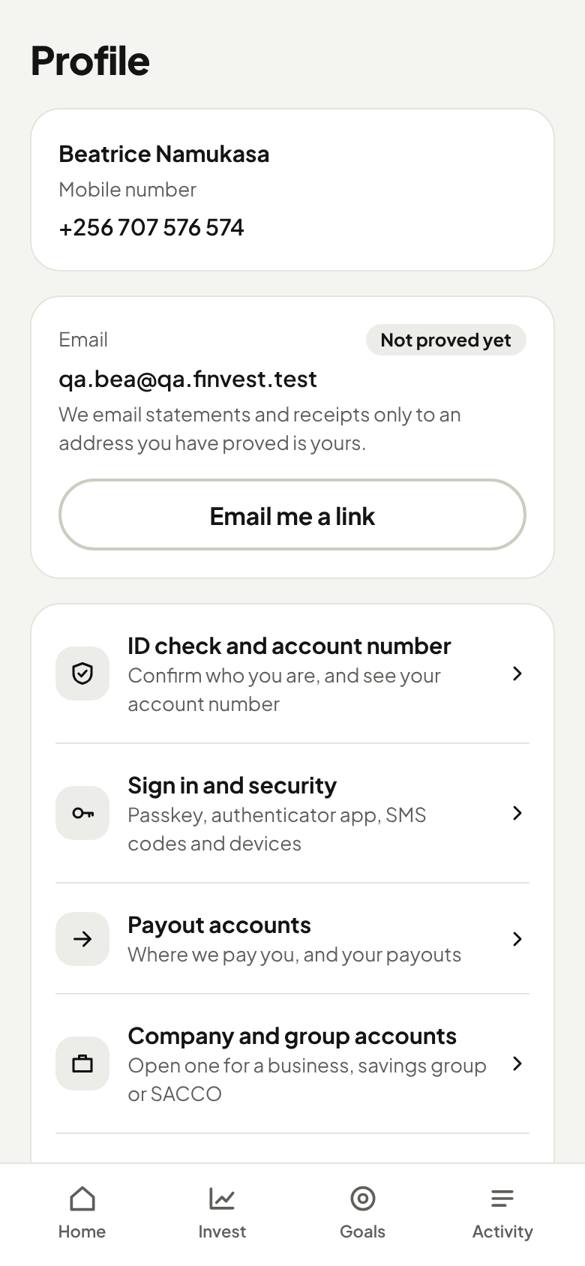 Profile
Beatrice Namukasa
Mobile number
+256 707 576 574
Email
Not proved yet
qa.bea@qa.finvest.test
We email statements and receipts only to an
address you have proved is yours.
Email me a link
ID check and account number
Confirm who you are, and see your
account number
Sign in and security
Passkey, authenticator app, SMS
codes and devices
Payout accounts
Where we pay you, and your payouts
Company and group accounts
Open one for a business, savings group
or SACCO
Home
Invest
Goals
Activity